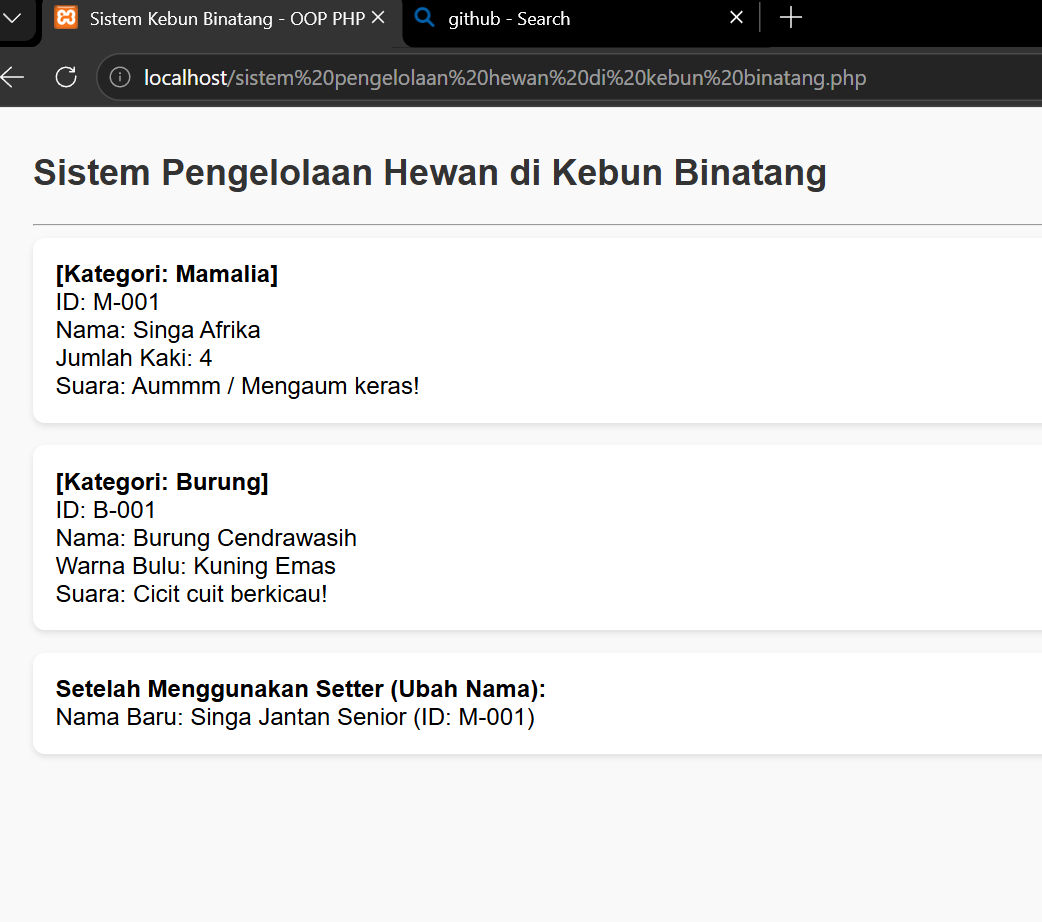 Sistem Kebun Binatang - OOP PHP
github - Search
localhost/sistem%20pengelolaan%20hewan%20di%20kebun%20binatang.php
Sistem Pengelolaan Hewan di Kebun Binatang
[Kategori: Mamalia]
ID: M-001
Nama: Singa Afrika
Jumlah Kaki: 4
Suara: Aummm / Mengaum keras!
[Kategori: Burung]
ID: B-001
Nama: Burung Cendrawasih
Warna Bulu: Kuning Emas
Suara: Cicit cuit berkicau!
Setelah Menggunakan Setter (Ubah Nama):
Nama Baru: Singa Jantan Senior (ID: M-001)